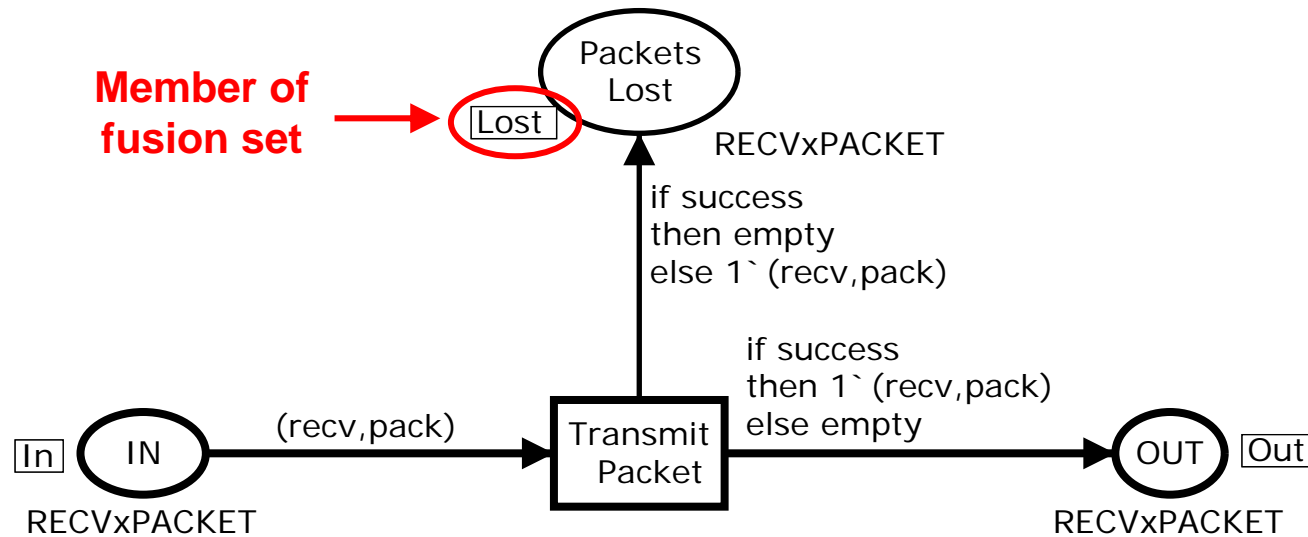 Packets
Lost
Member of
fusion set
Lost
RECVxPACKET
if success
then empty
else 1`(recv,pack)
if success
then 1`(recv,pack)
else empty
(recv,pack)
In
IN
Transmit
Packet
OUT
Out
RECVxPACKET
RECVxPACKET